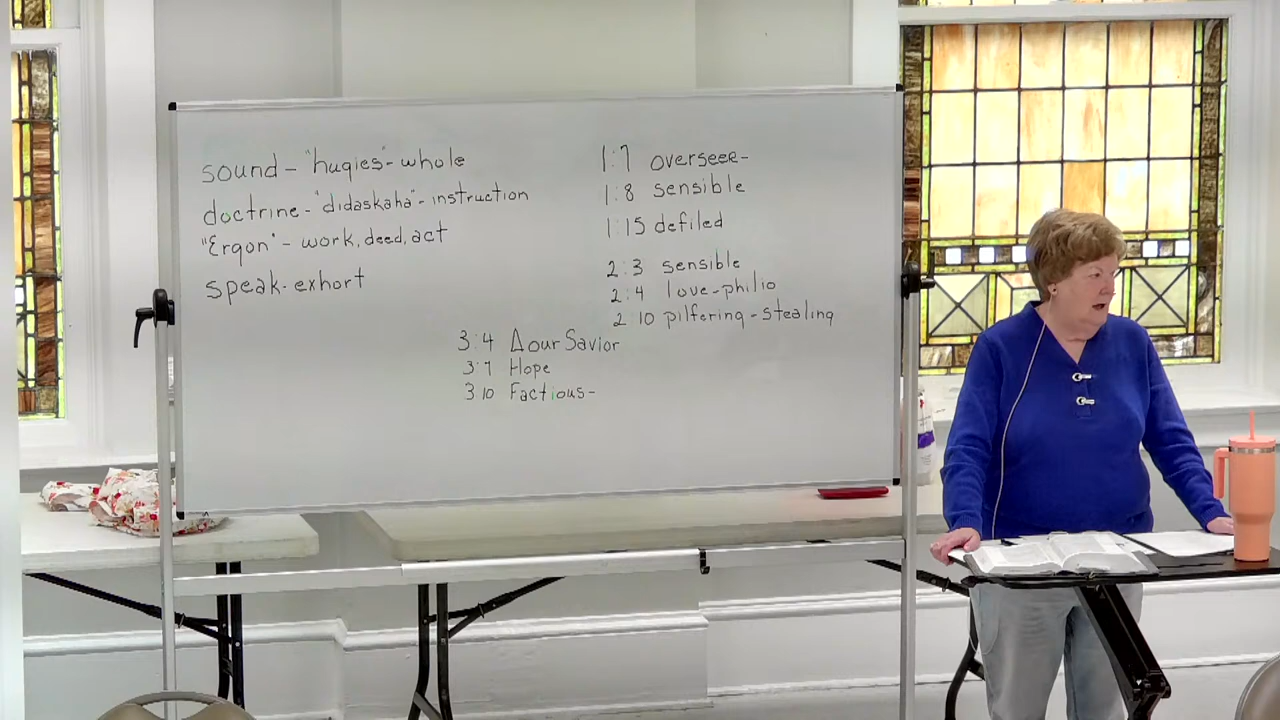 sound - "hugies" - whole
doctrine - "didaskaha" - instruction
"Ergon" - work, deed, act
speak - exhort
1:7 overseer -
1:8 sensible
1:15 defiled
2:3 sensible
2:4 love - philio
2:10 pilfering - stealing
3:4 Δ our Savior
3:7 Hope
3:10 Factious -